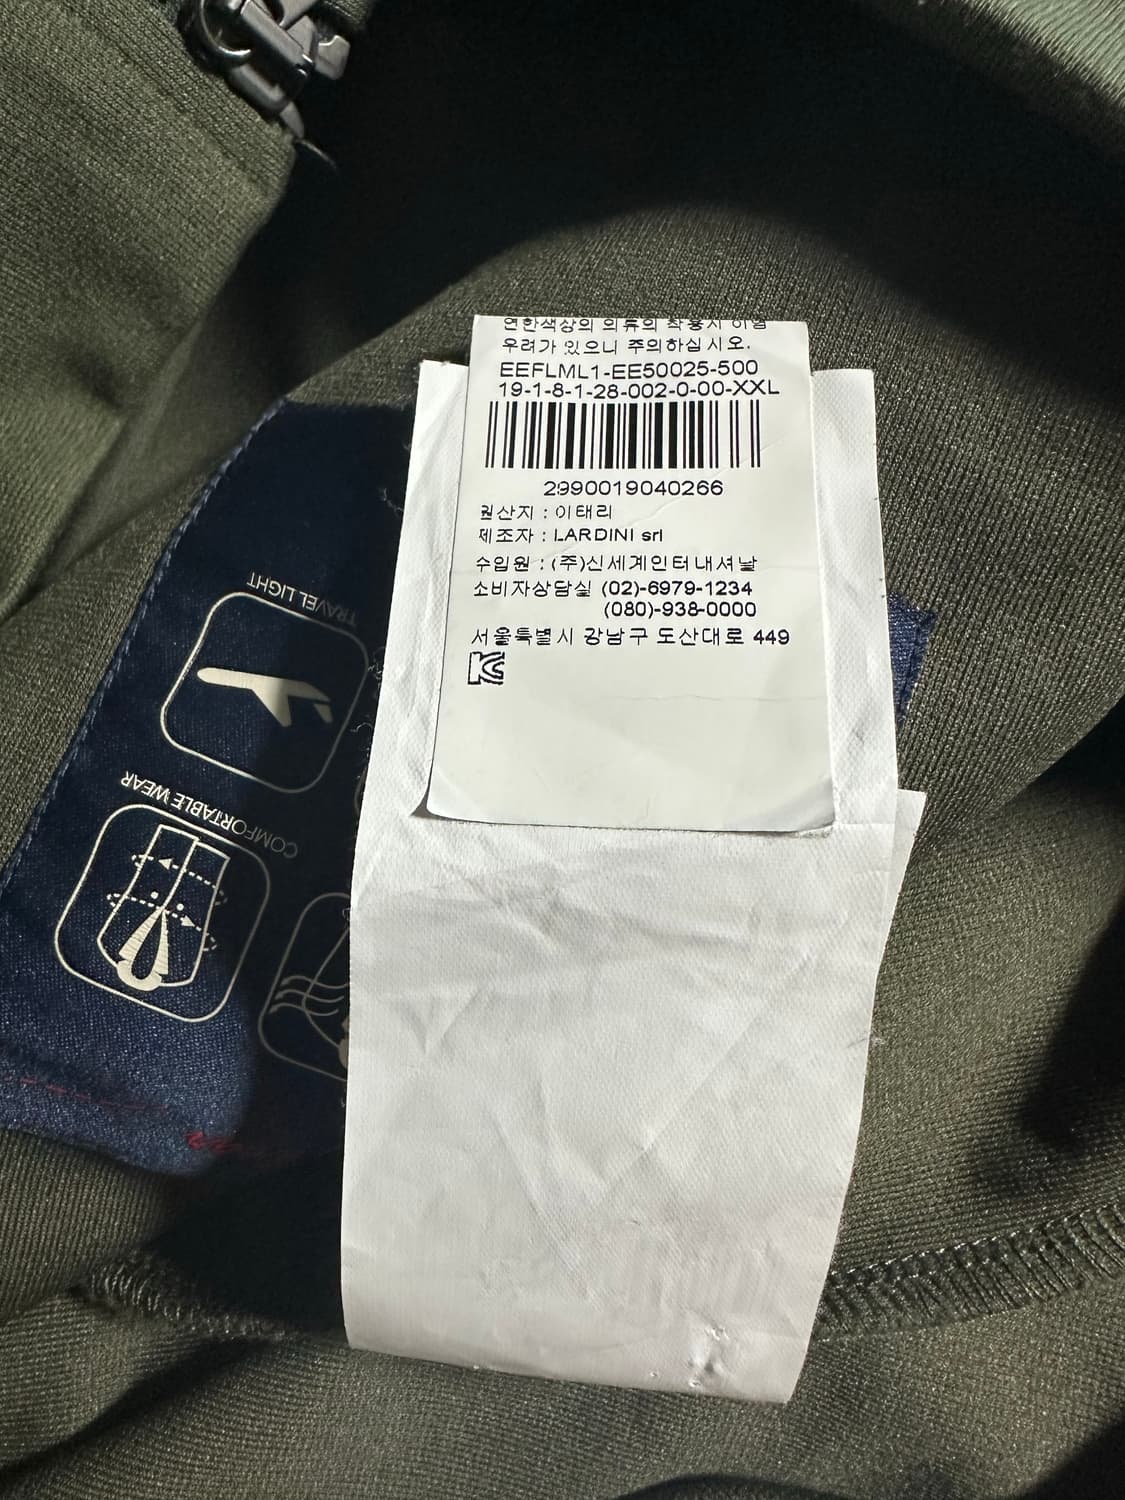 연한색상의 의류의 착용시 이염
우려가 있으니 주의하십시오.
EEFLML1-EE50025-500
19-1-8-1-28-002-0-00-XXL
2990019040266
원산지 : 이태리
제조자 : LARDINI srl
수입원 : (주)신세계인터내셔날
소비자상담실 (02)-6979-1234
(080)-938-0000
서울특별시 강남구 도산대로 449
KC
TRAVEL LIGHT
COMFORTABLE WEAR